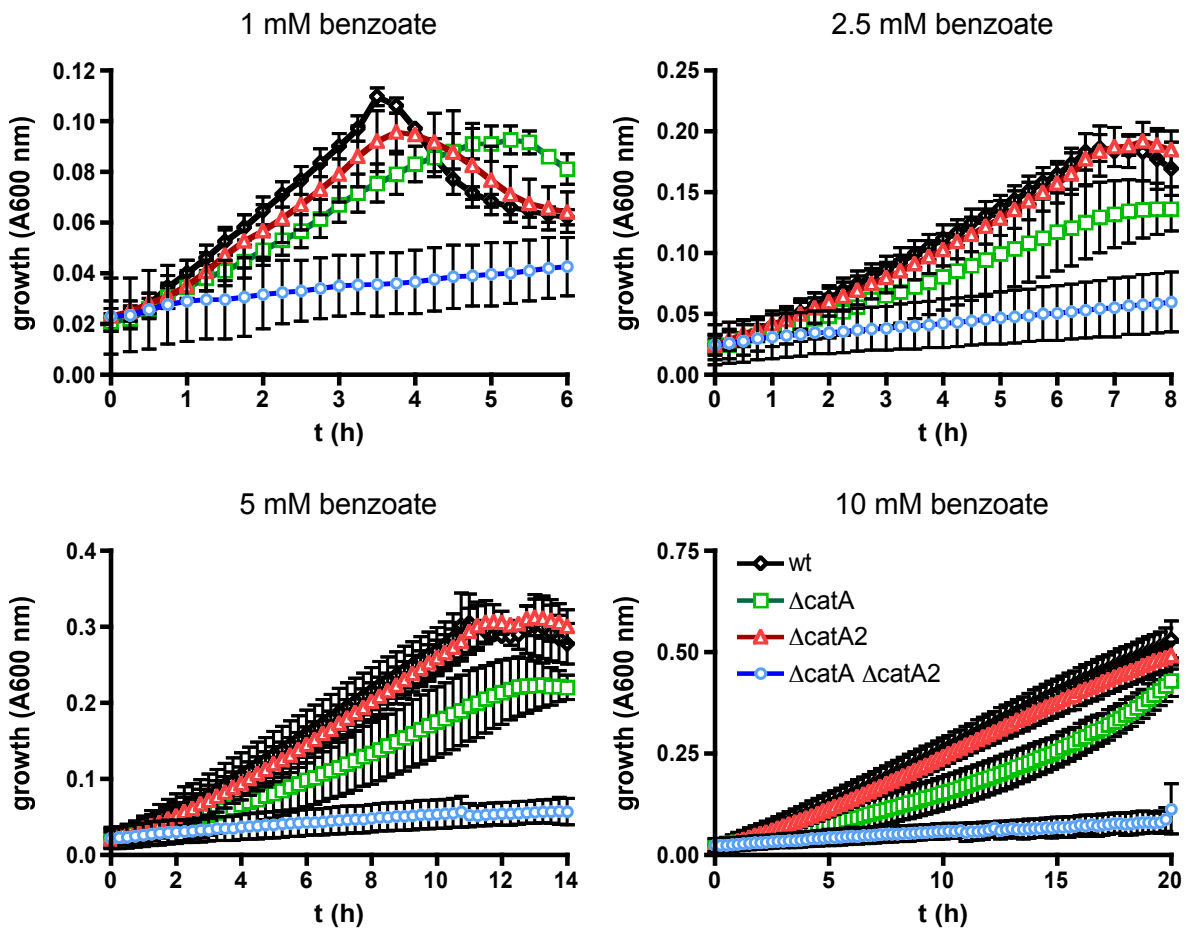 1 mM benzoate
growth (A600 nm)
0.12
0.10
0.08
0.06
0.04
0.02
0.00
0 1 2 3 4 5 6
t (h)
2.5 mM benzoate
growth (A600 nm)
0.25
0.20
0.15
0.10
0.05
0.00
0 1 2 3 4 5 6 7 8
t (h)
5 mM benzoate
growth (A600 nm)
0.4
0.3
0.2
0.1
0.0
0 2 4 6 8 10 12 14
t (h)
10 mM benzoate
growth (A600 nm)
0.75
0.50
0.25
0.00
wt
ΔcatA
ΔcatA2
ΔcatA ΔcatA2
0 5 10 15 20
t (h)